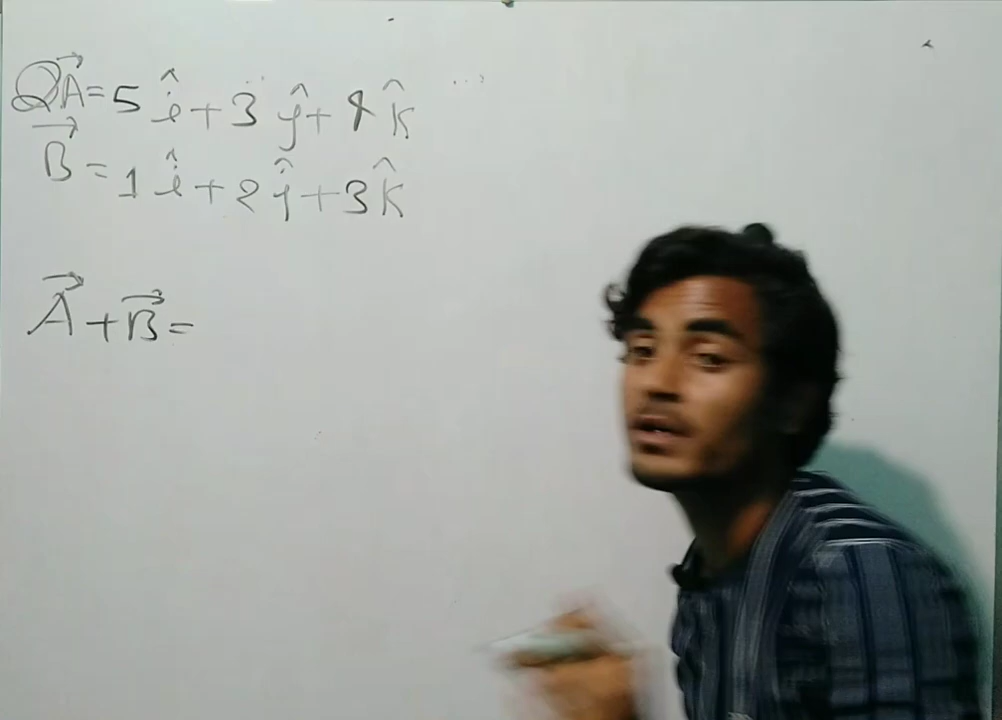 Q A⃗ = 5 î + 3 ĵ + 4 k̂
B⃗ = 1 î + 2 ĵ + 3 k̂
A⃗ + B⃗ =